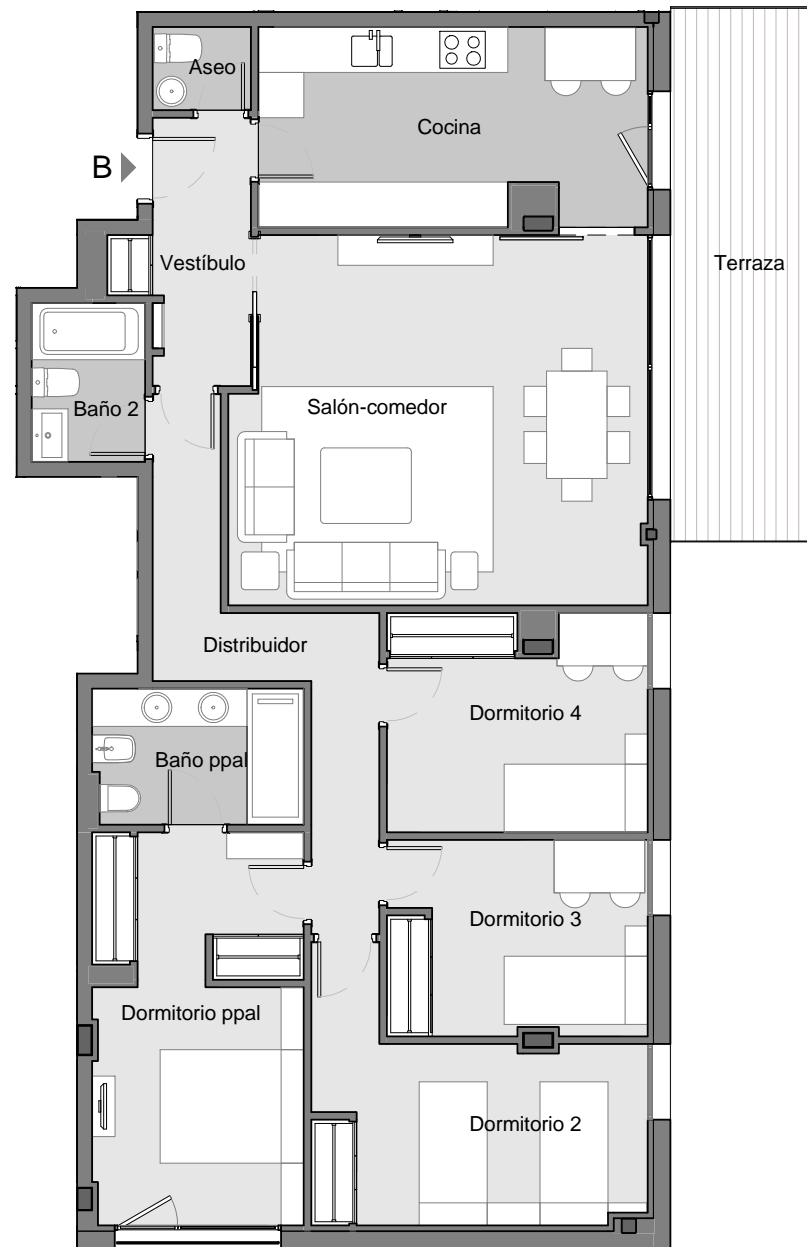 Aseo
Cocina
B
Vestíbulo
Terraza
Baño 2
Salón-comedor
Distribuidor
Dormitorio 4
Baño ppal
Dormitorio 3
Dormitorio ppal
Dormitorio 2